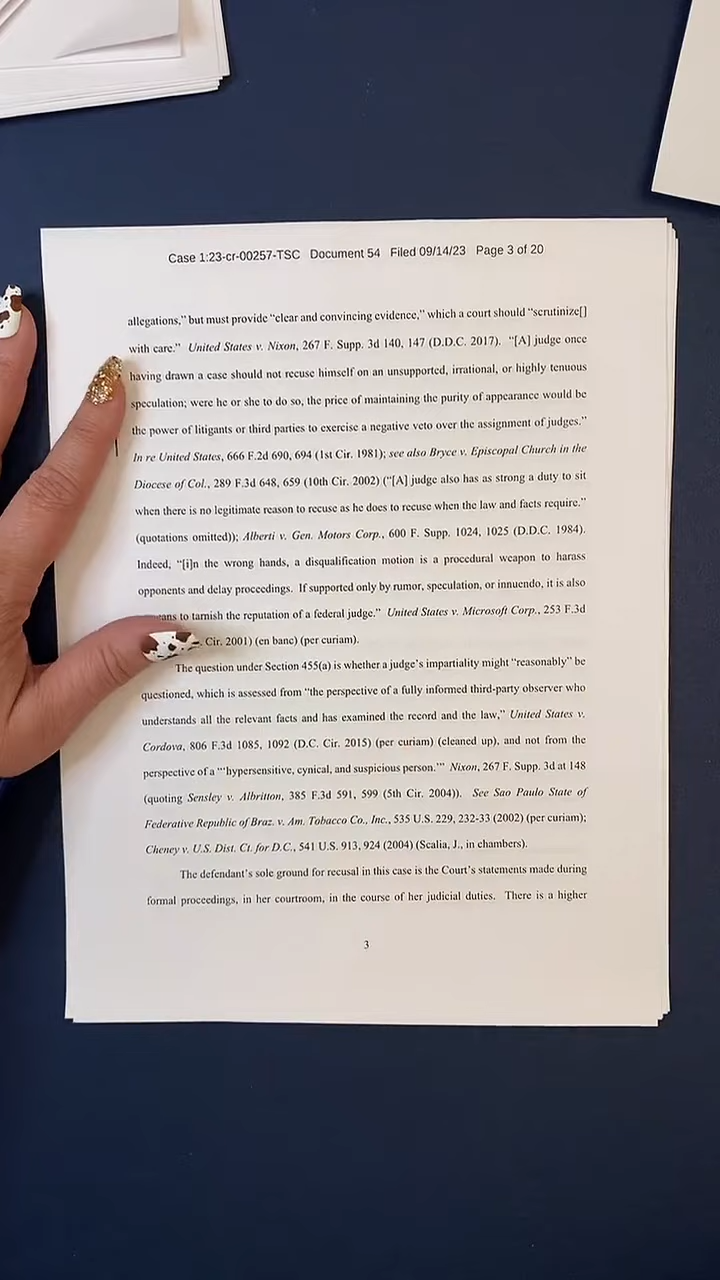 Case 1:23-cr-00257-TSC Document 54 Filed 09/14/23 Page 3 of 20
allegations,” but must provide “clear and convincing evidence,” which a court should “scrutinize[]
with care.” United States v. Nixon, 267 F. Supp. 3d 140, 147 (D.D.C. 2017). “[A] judge once
having drawn a case should not recuse himself on an unsupported, irrational, or highly tenuous
speculation; were he or she to do so, the price of maintaining the purity of appearance would be
the power of litigants or third parties to exercise a negative veto over the assignment of judges.”
In re United States, 666 F.2d 690, 694 (1st Cir. 1981); see also Bryce v. Episcopal Church in the
Diocese of Col., 289 F.3d 648, 659 (10th Cir. 2002) (“[A] judge also has as strong a duty to sit
when there is no legitimate reason to recuse as he does to recuse when the law and facts require.”
(quotations omitted)); Alberti v. Gen. Motors Corp., 600 F. Supp. 1024, 1025 (D.D.C. 1984).
Indeed, “[i]n the wrong hands, a disqualification motion is a procedural weapon to harass
opponents and delay proceedings. If supported only by rumor, speculation, or innuendo, it is also
to tarnish the reputation of a federal judge.” United States v. Microsoft Corp., 253 F.3d
Cir. 2001) (en banc) (per curiam).
The question under Section 455(a) is whether a judge’s impartiality might “reasonably” be
questioned, which is assessed from “the perspective of a fully informed third-party observer who
understands all the relevant facts and has examined the record and the law,” United States v.
Cordova, 806 F.3d 1085, 1092 (D.C. Cir. 2015) (per curiam) (cleaned up), and not from the
perspective of a “‘hypersensitive, cynical, and suspicious person.’” Nixon, 267 F. Supp. 3d at 148
(quoting Sensley v. Albritton, 385 F.3d 591, 599 (5th Cir. 2004)). See Sao Paulo State of
Federative Republic of Braz. v. Am. Tobacco Co., Inc., 535 U.S. 229, 232-33 (2002) (per curiam);
Cheney v. U.S. Dist. Ct. for D.C., 541 U.S. 913, 924 (2004) (Scalia, J., in chambers).
The defendant’s sole ground for recusal in this case is the Court’s statements made during
formal proceedings, in her courtroom, in the course of her judicial duties. There is a higher
3